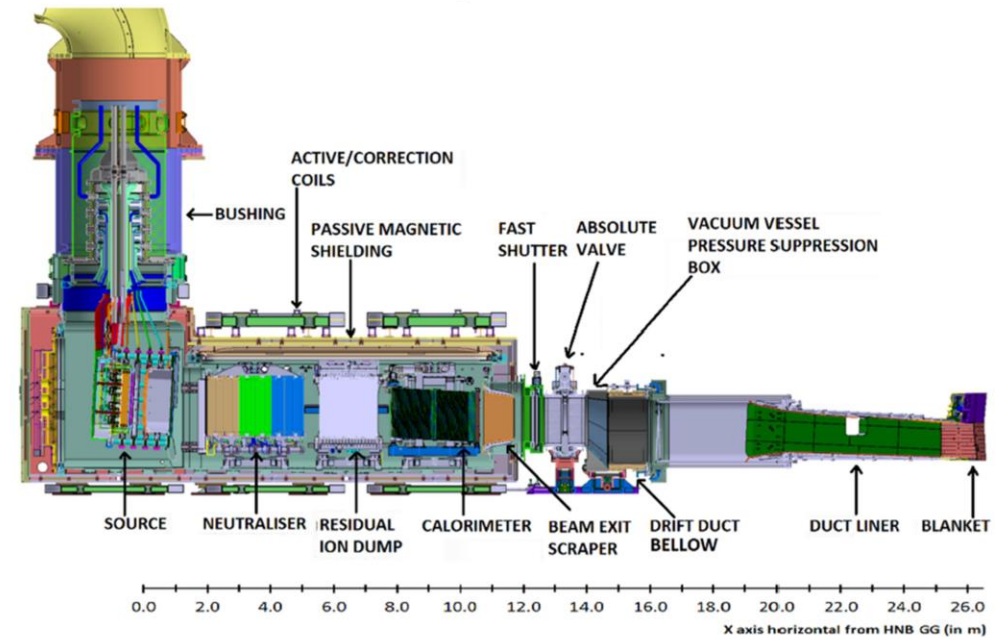 ACTIVE/CORRECTION
COILS
BUSHING
PASSIVE MAGNETIC
SHIELDING
FAST
SHUTTER
ABSOLUTE
VALVE
VACUUM VESSEL
PRESSURE SUPPRESSION
BOX
SOURCE
NEUTRALISER
RESIDUAL
ION DUMP
CALORIMETER
BEAM EXIT
SCRAPER
DRIFT DUCT
BELLOW
DUCT LINER
BLANKET
0.0 2.0 4.0 6.0 8.0 10.0 12.0 14.0 16.0 18.0 20.0 22.0 24.0 26.0
X axis horizontal from HNB GG (in m)